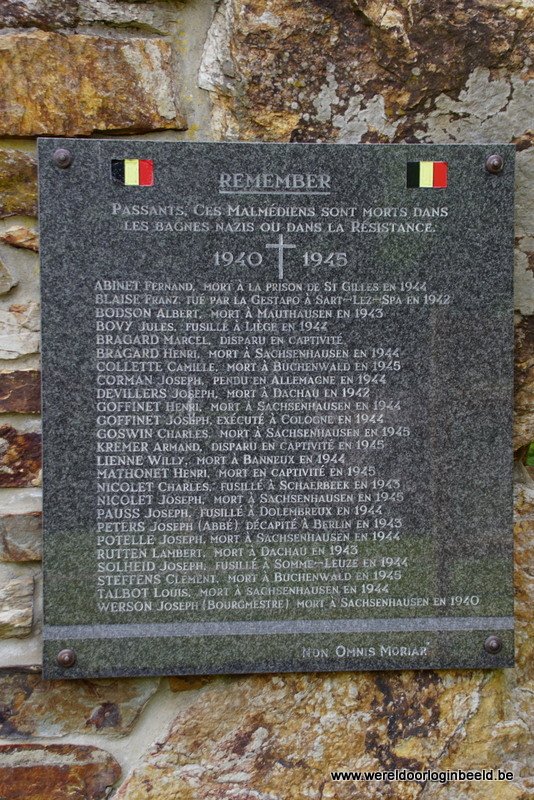 REMEMBER
PASSANTS, CES MALMÉDIENS SONT MORTS DANS
LES BAGNES NAZIS OU DANS LA RÉSISTANCE.
1940 1945
ABINET FERNAND, MORT À LA PRISON DE ST GILLES EN 1944
BLAISE FRANZ, TUÉ PAR LA GESTAPO À SART-LEZ-SPA EN 1942
BODSON ALBERT, MORT À MAUTHAUSEN EN 1943
BOVY JULES, FUSILLÉ À LIÈGE EN 1944
BRAGARD MARCEL, DISPARU EN CAPTIVITÉ
BRAGARD HENRI, MORT À SACHSENHAUSEN EN 1944
COLLETTE CAMILLE, MORT À BUCHENWALD EN 1945
CORMAN JOSEPH, PENDU EN ALLEMAGNE EN 1944
DEVILLERS JOSEPH, MORT À DACHAU EN 1942
GOFFINET HENRI, MORT À SACHSENHAUSEN EN 1944
GOFFINET JOSEPH, EXÉCUTÉ À COLOGNE EN 1944
GOSWIN CHARLES, MORT À SACHSENHAUSEN EN 1945
KREMER ARMAND, DISPARU EN CAPTIVITÉ EN 1945
LIENNE WILLY, MORT À BANNEUX EN 1944
MATHONET HENRI, MORT EN CAPTIVITÉ EN 1945
NICOLET CHARLES, FUSILLÉ À SCHAERBEEK EN 1943
NICOLET JOSEPH, MORT À SACHSENHAUSEN EN 1945
PAUSS JOSEPH, FUSILLÉ À DOLEMBREUX EN 1944
PETERS JOSEPH (ABBÉ) DÉCAPITÉ À BERLIN EN 1943
POTELLE JOSEPH, MORT À SACHSENHAUSEN EN 1944
RUTTEN LAMBERT, MORT À DACHAU EN 1943
SOLHEID JOSEPH, FUSILLÉ À SOMME-LEUZE EN 1944
STEFFENS CLÉMENT, MORT À BUCHENWALD EN 1945
TALBOT LOUIS, MORT À SACHSENHAUSEN EN 1944
WERSON JOSEPH (BOURGMESTRE) MORT À SACHSENHAUSEN EN 1940
NON OMNIS MORIAR
www.wereldoorloginbeeld.be